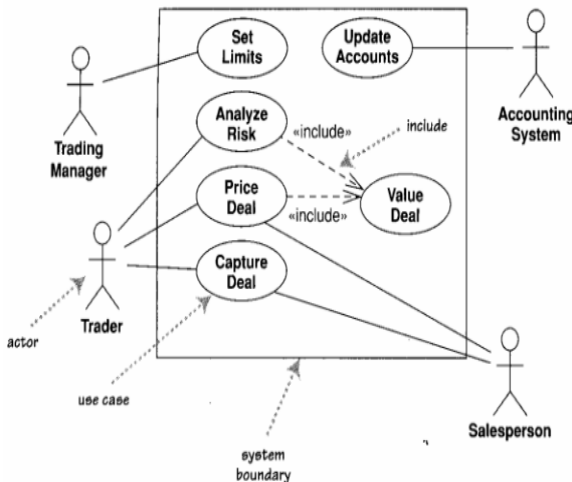 Set
Limits
Update
Accounts
Trading
Manager
Analyze
Risk
«include»
include
Accounting
System
Price
Deal
«include»
Value
Deal
Capture
Deal
Trader
actor
use case
system
boundary
Salesperson